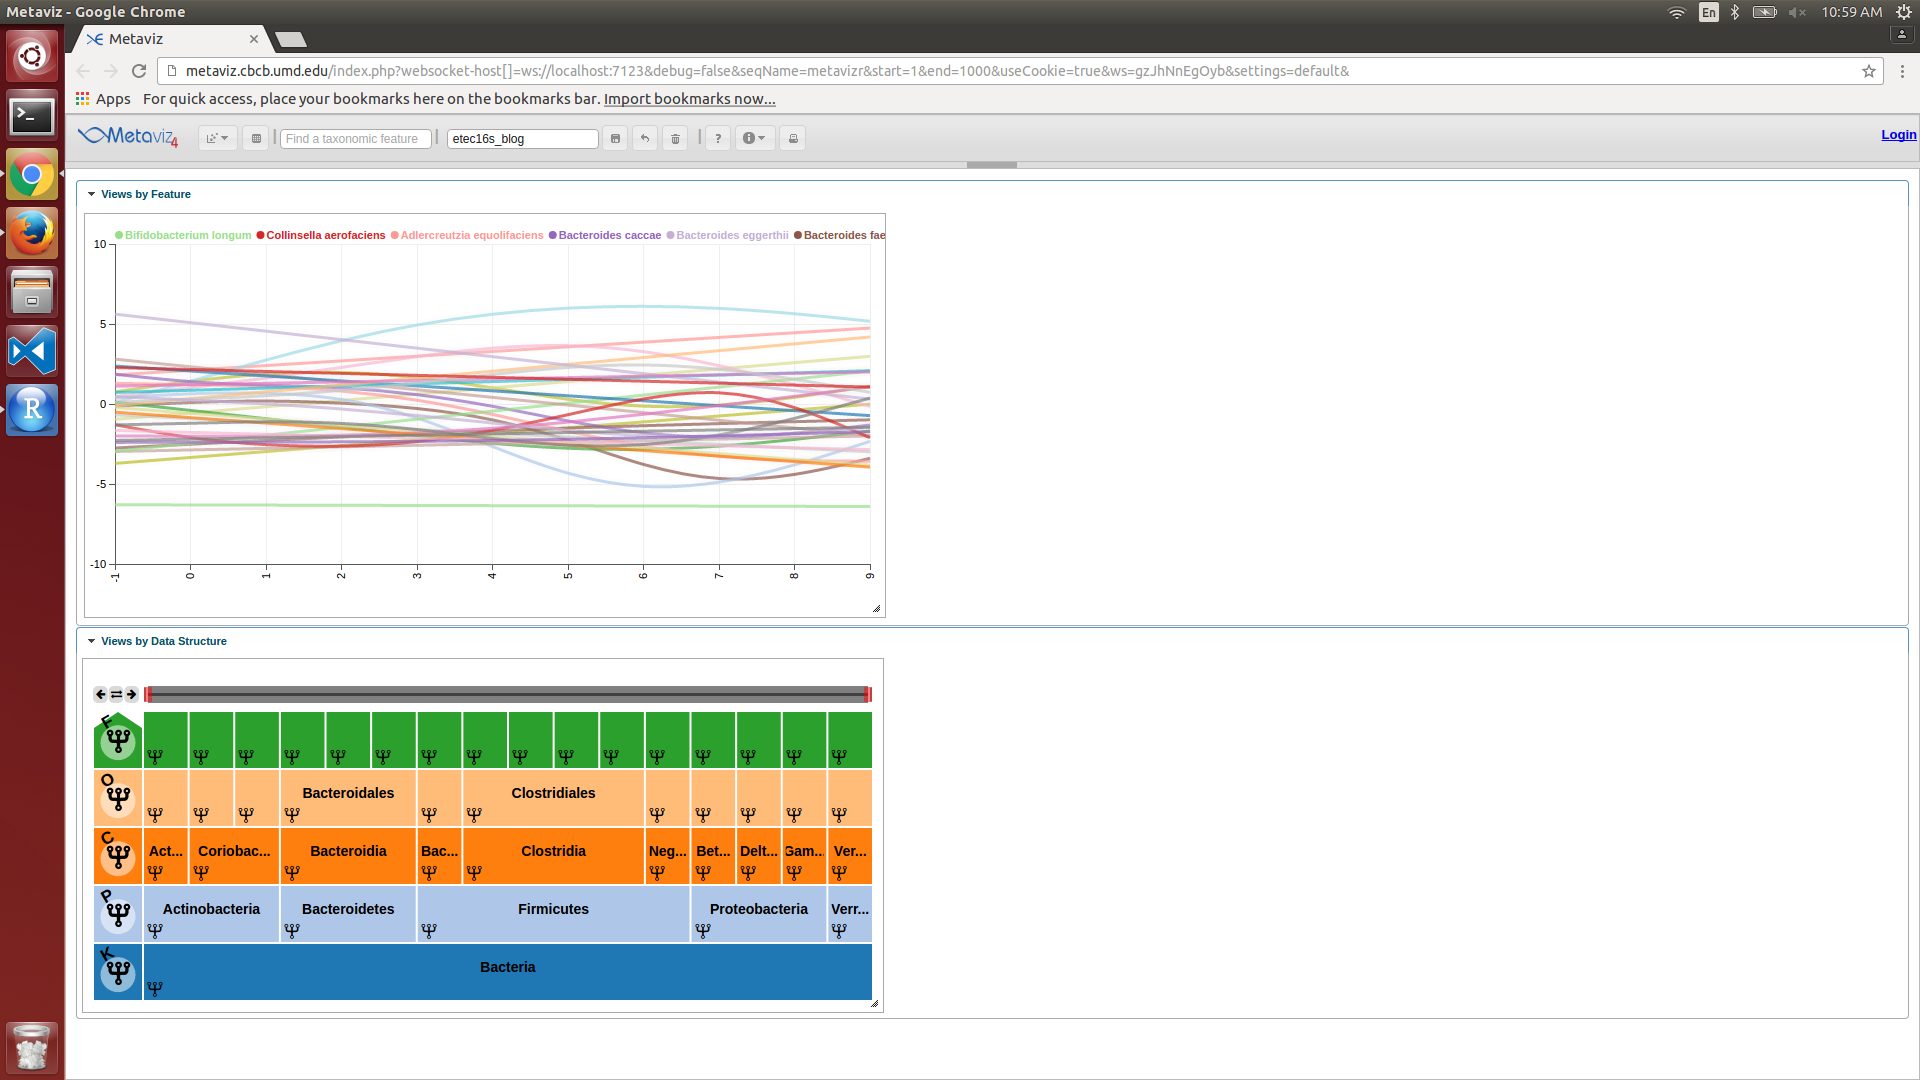 Metaviz - Google Chrome En 10:59 AM
Metaviz
metaviz.cbcb.umd.edu/index.php?websocket-host[]=ws://localhost:7123&debug=false&seqName=metavizr&start=1&end=1000&useCookie=true&ws=gzJhNnEgOyb&settings=default&
Apps For quick access, place your bookmarks here on the bookmarks bar. Import bookmarks now...
Metaviz 4 Find a taxonomic feature etec16s_blog ? Login
Views by Feature
Bifidobacterium longum Collinsella aerofaciens Adlercreutzia equolifaciens Bacteroides caccae Bacteroides eggerthii Bacteroides fae
10
5
0
-5
-10
-1 0 1 2 3 4 5 6 7 8 9
Views by Data Structure
F
O Bacteroidales Clostridiales
C Act... Coriobac... Bacteroidia Bac... Clostridia Neg... Bet... Delt... Gam... Ver...
P Actinobacteria Bacteroidetes Firmicutes Proteobacteria Verr...
K Bacteria
R